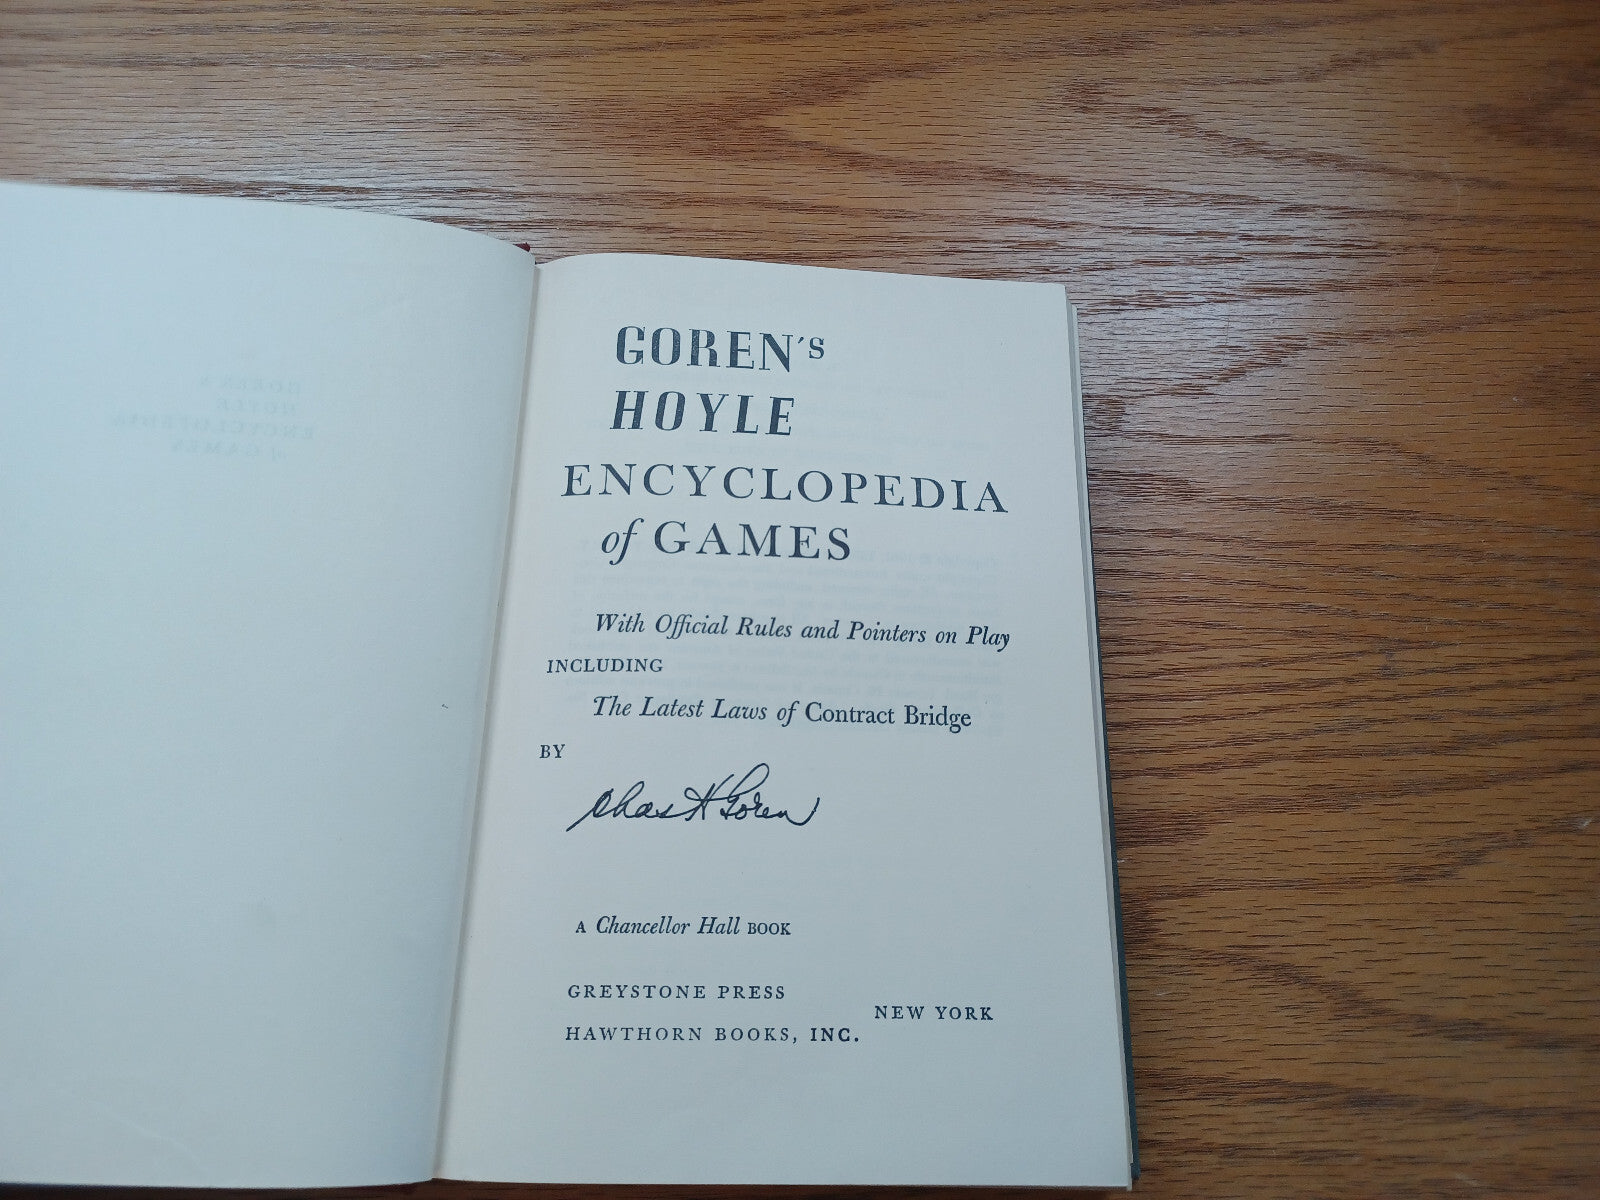 GOREN's
HOYLE
ENCYCLOPEDIA
of GAMES
With Official Rules and Pointers on Play
INCLUDING
The Latest Laws of Contract Bridge
BY
Chas H Goren
A Chancellor Hall BOOK
GREYSTONE PRESS
HAWTHORN BOOKS, INC.
NEW YORK